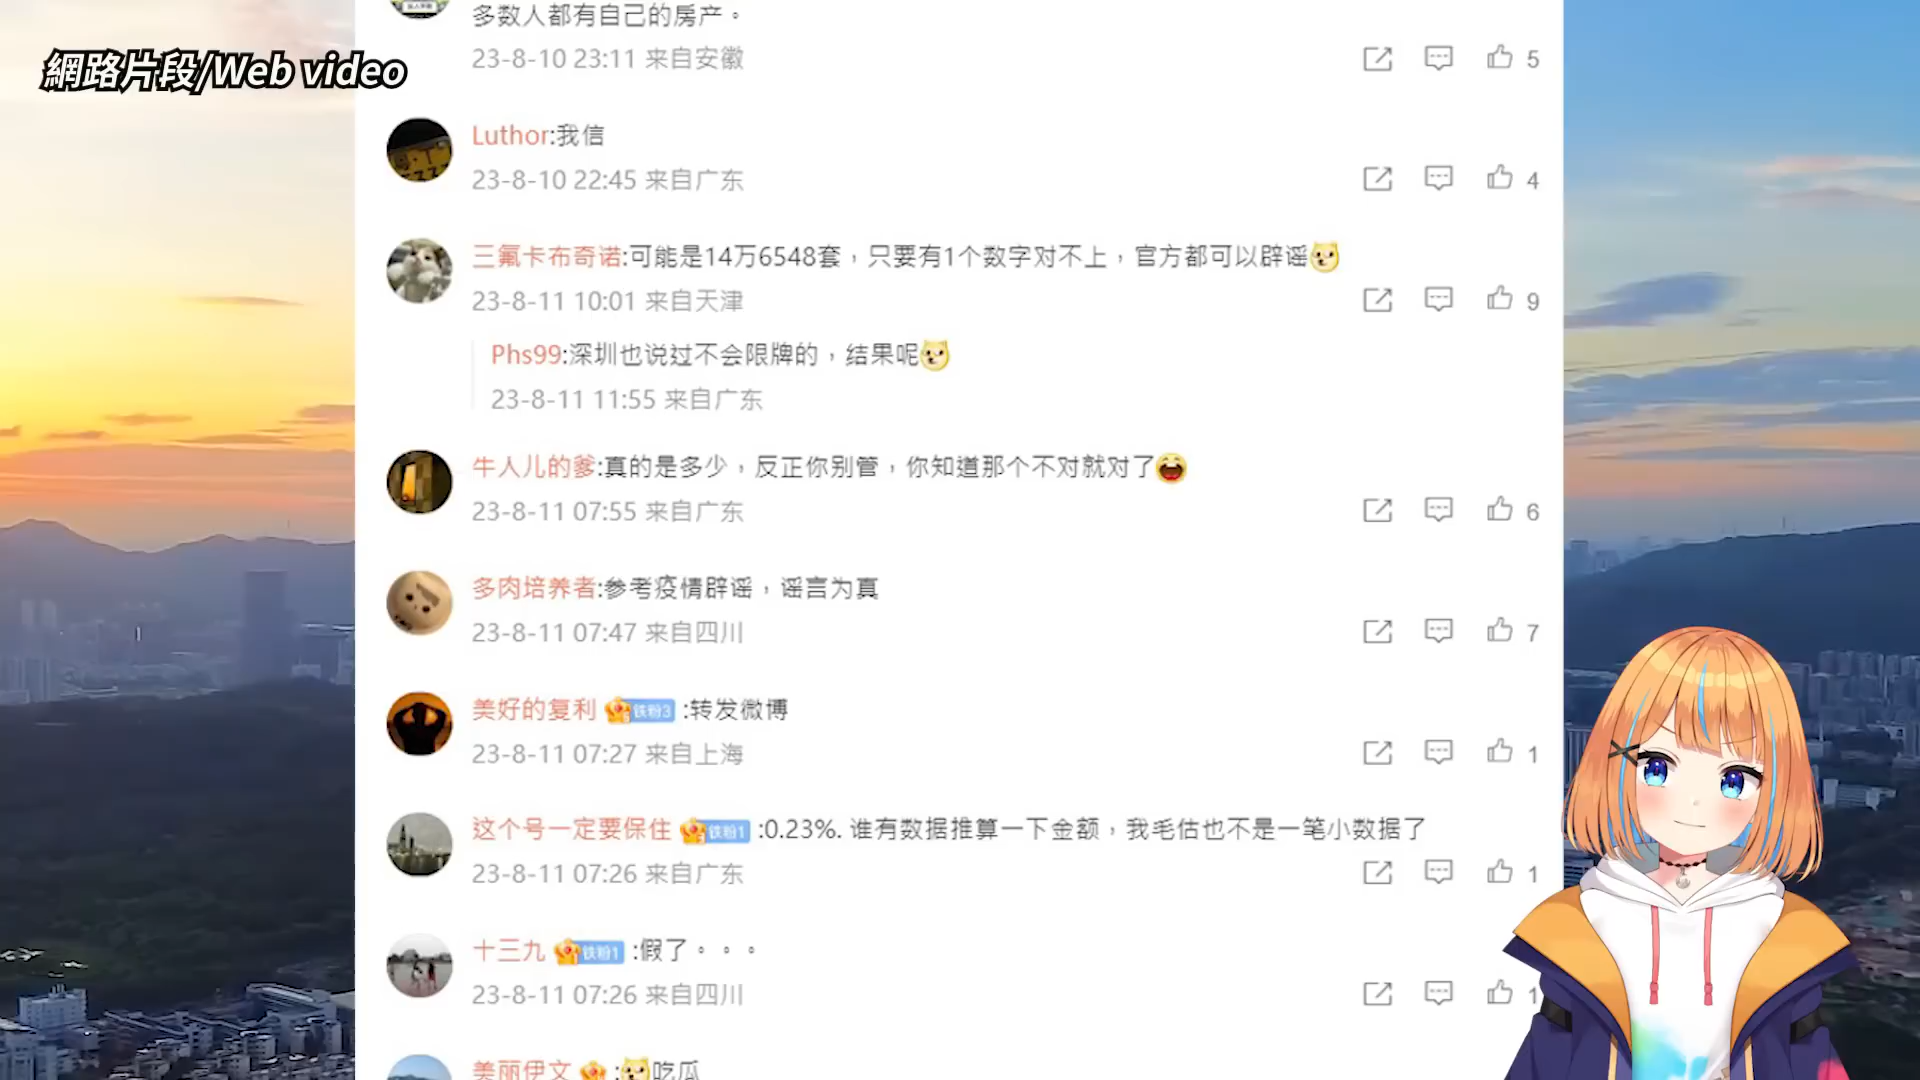 網路片段/Web video
多数人都有自己的房产。
23-8-10 23:11 来自安徽
5
Luthor:我信
23-8-10 22:45 来自广东
4
三氟卡布奇诺:可能是14万6548套，只要有1个数字对不上，官方都可以辟谣
23-8-11 10:01 来自天津
9
Phs99:深圳也说过不会限牌的，结果呢
23-8-11 11:55 来自广东
牛人儿的爹:真的是多少，反正你别管，你知道那个不对就对了
23-8-11 07:55 来自广东
6
多肉培养者:参考疫情辟谣，谣言为真
23-8-11 07:47 来自四川
7
美好的复利 铁粉3 :转发微博
23-8-11 07:27 来自上海
1
这个号一定要保住 铁粉1 :0.23%. 谁有数据推算一下金额，我毛估也不是一笔小数据了
23-8-11 07:26 来自广东
1
十三九 铁粉1 :假了。。。
23-8-11 07:26 来自四川
1
美丽伊文 :吃瓜